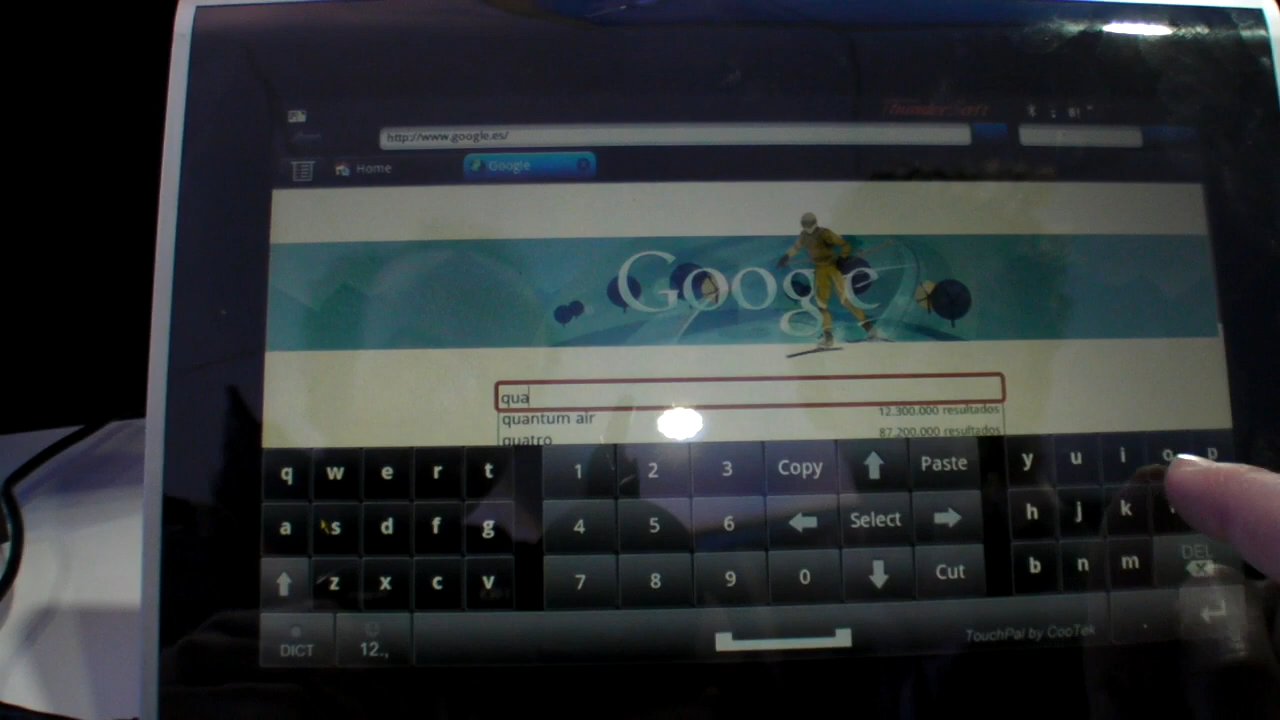 ThunderSoft
http://www.google.es/
Home
Google
Google
qua
quantum air 12.300.000 resultados
quatro 87.200.000 resultados
q w e r t 1 2 3 Copy Paste y u i o p
a s d f g 4 5 6 Select h j k
z x c v 7 8 9 0 Cut b n m DEL
DICT 12., TouchPal by CooTek .